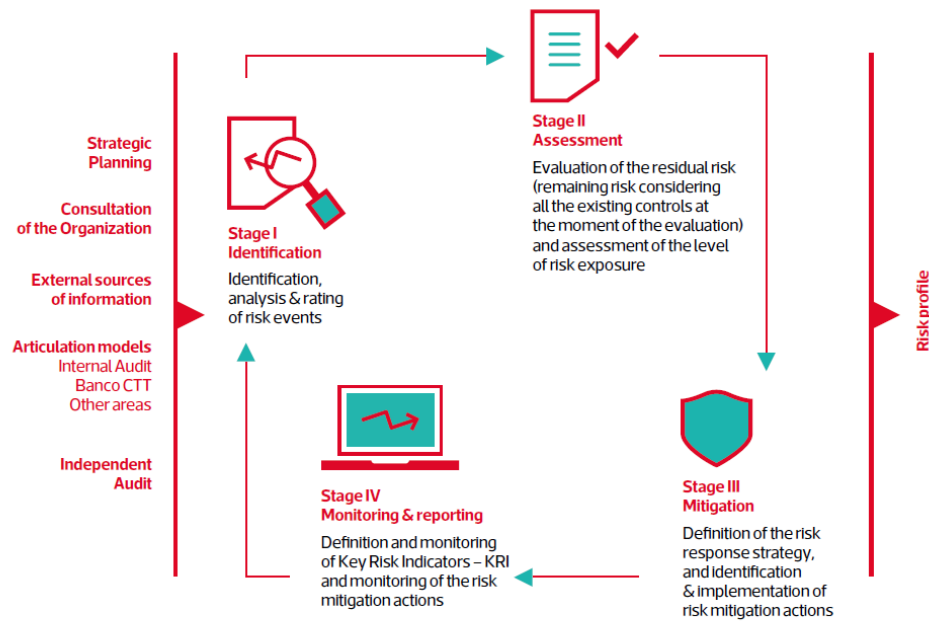 Strategic
Planning
Consultation
of the Organization
External sources
of information
Articulation models
Internal Audit
Banco CTT
Other areas
Independent
Audit
Stage I
Identification
Identification,
analysis & rating
of risk events
Stage II
Assessment
Evaluation of the residual risk
(remaining risk considering
all the existing controls at
the moment of the evaluation)
and assessment of the level
of risk exposure
Stage III
Mitigation
Definition of the risk
response strategy,
and identification
& implementation of
risk mitigation actions
Stage IV
Monitoring & reporting
Definition and monitoring
of Key Risk Indicators – KRI
and monitoring of the risk
mitigation actions
Risk profile